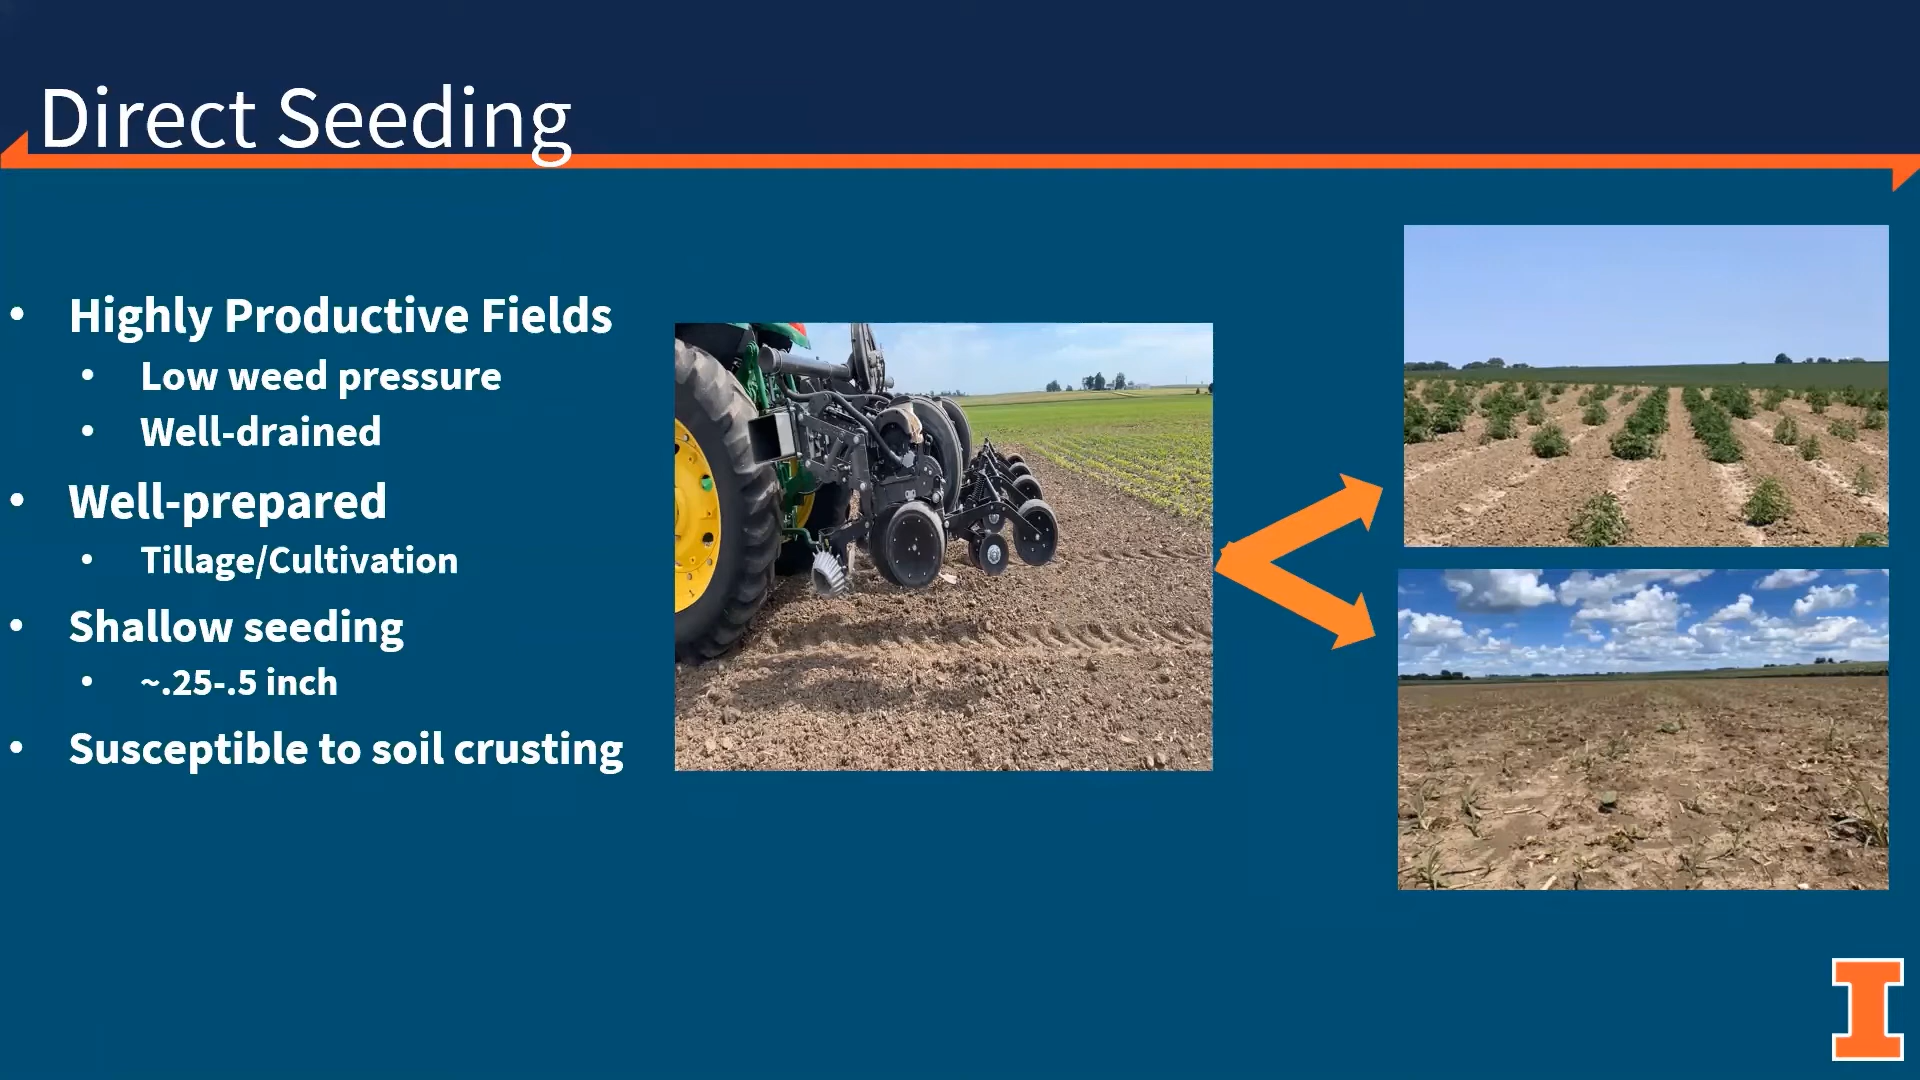 Direct Seeding
• Highly Productive Fields
• Low weed pressure
• Well-drained
• Well-prepared
• Tillage/Cultivation
• Shallow seeding
• ~.25-.5 inch
• Susceptible to soil crusting
I